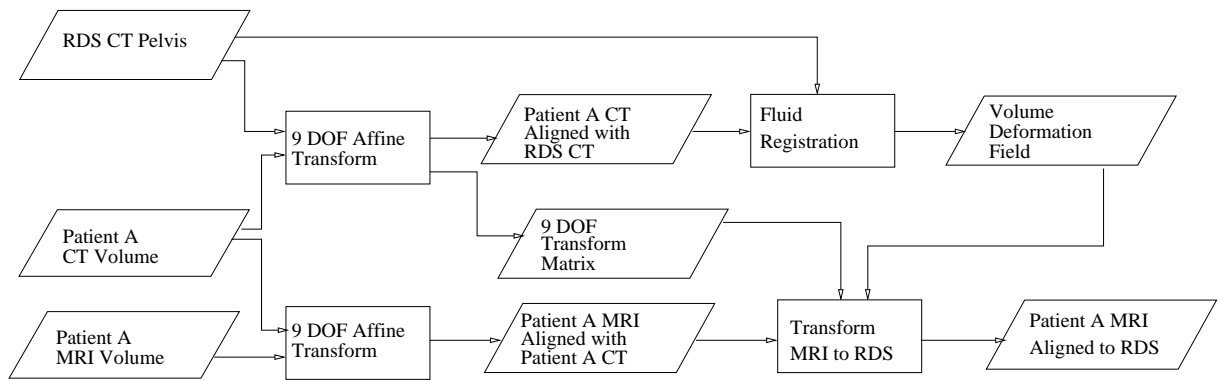 RDS CT Pelvis
9 DOF Affine
Transform
Patient A CT
Aligned with
RDS CT
Fluid
Registration
Volume
Deformation
Field
Patient A
CT Volume
9 DOF
Transform
Matrix
Patient A
MRI Volume
9 DOF Affine
Transform
Patient A MRI
Aligned with
Patient A CT
Transform
MRI to RDS
Patient A MRI
Aligned to RDS